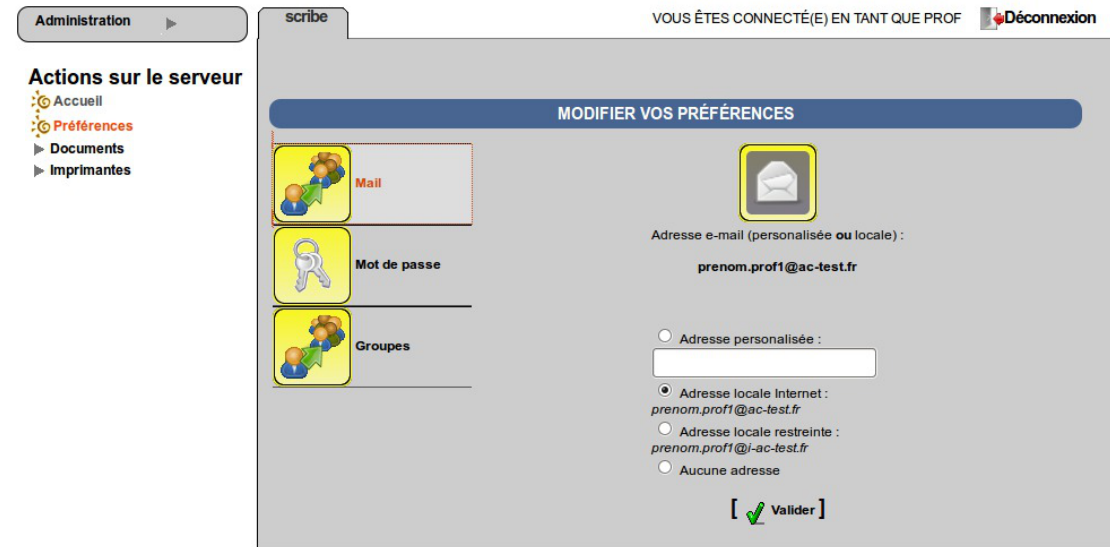 Administration
scribe
VOUS ÊTES CONNECTÉ(E) EN TANT QUE PROF
Déconnexion
Actions sur le serveur
Accueil
Préférences
Documents
Imprimantes
MODIFIER VOS PRÉFÉRENCES
Mail
Mot de passe
Groupes
Adresse e-mail (personalisée ou locale) :
prenom.prof1@ac-test.fr
Adresse personalisée :
Adresse locale Internet :
prenom.prof1@ac-test.fr
Adresse locale restreinte :
prenom.prof1@i-ac-test.fr
Aucune adresse
[ Valider ]